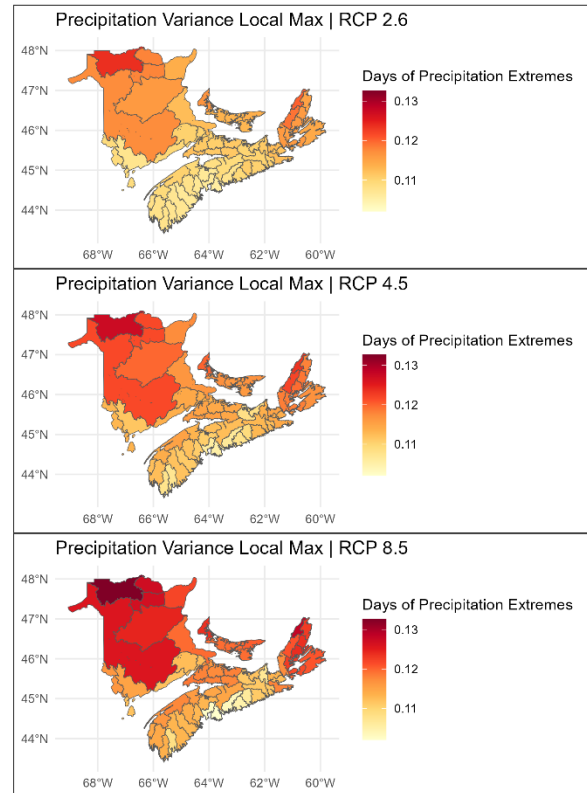 Precipitation Variance Local Max | RCP 2.6
48°N
47°N
46°N
45°N
44°N
68°W 66°W 64°W 62°W 60°W
Days of Precipitation Extremes
0.13
0.12
0.11
Precipitation Variance Local Max | RCP 4.5
48°N
47°N
46°N
45°N
44°N
68°W 66°W 64°W 62°W 60°W
Days of Precipitation Extremes
0.13
0.12
0.11
Precipitation Variance Local Max | RCP 8.5
48°N
47°N
46°N
45°N
44°N
68°W 66°W 64°W 62°W 60°W
Days of Precipitation Extremes
0.13
0.12
0.11